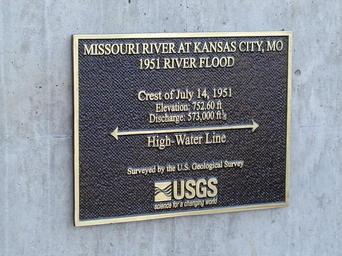 MISSOURI RIVER AT KANSAS CITY, MO
1951 RIVER FLOOD
Crest of July 14, 1951
Elevation: 752.60 ft
Discharge: 573,000 ft³/s
High-Water Line
Surveyed by the U.S. Geological Survey
USGS
science for a changing world